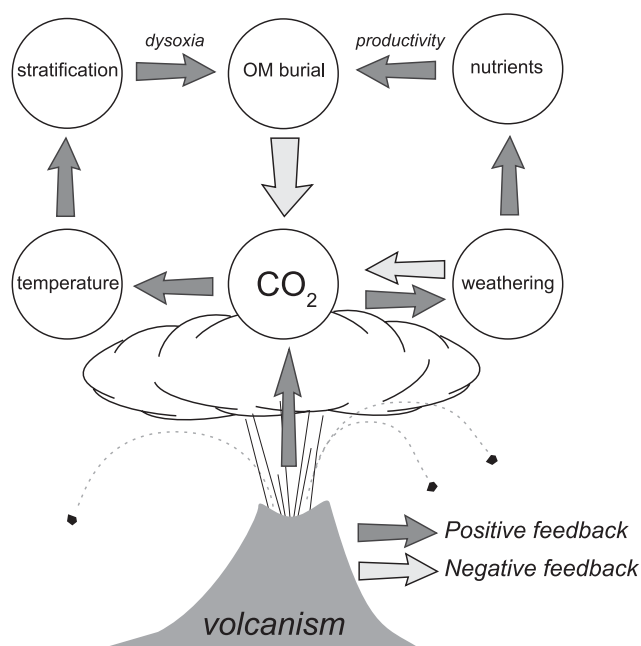 dysoxia
productivity
stratification
OM burial
nutrients
temperature
CO₂
weathering
Positive feedback
Negative feedback
volcanism